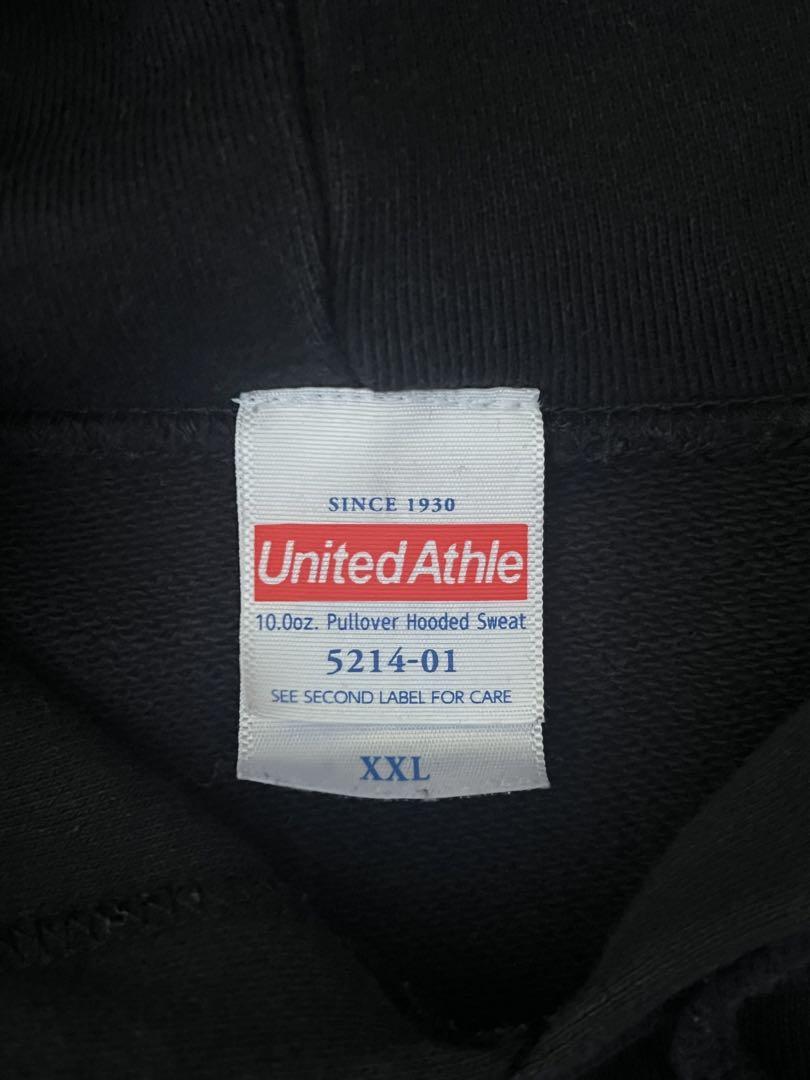 SINCE 1930
United Athle
10.0oz. Pullover Hooded Sweat
5214-01
SEE SECOND LABEL FOR CARE
XXL